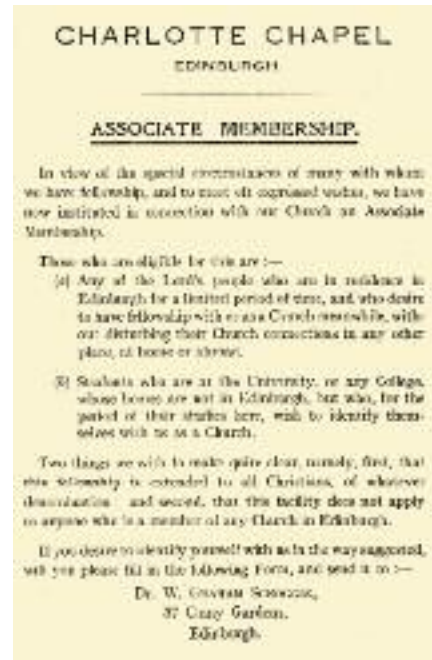 CHARLOTTE CHAPEL
EDINBURGH
ASSOCIATE MEMBERSHIP.
In view of the special circumstances of many with whom
we have fellowship, and to meet oft expressed wishes, we have
now instituted in connection with our Church an Associate
Membership.
Those who are eligible for this are :—
(a) Any of the Lord's people who are in residence in
Edinburgh for a limited period of time, and who desire
to have fellowship with us as a Church meanwhile, with-
out disturbing their Church connections in any other
place, at home or abroad.
(b) Students who are at the University, or any College,
whose homes are not in Edinburgh, but who, for the
period of their studies here, wish to identify them-
selves with us as a Church.
Two things we wish to make quite clear, namely, first, that
this fellowship is extended to all Christians, of whatever
denomination and second, that this facility does not apply
to anyone who is a member of any Church in Edinburgh.
If you desire to identify yourself with us in the way suggested,
will you please fill in the following Form, and send it to :—
Dr. W. GRAHAM SCROGGIE,
37 Gardens,
Edinburgh.